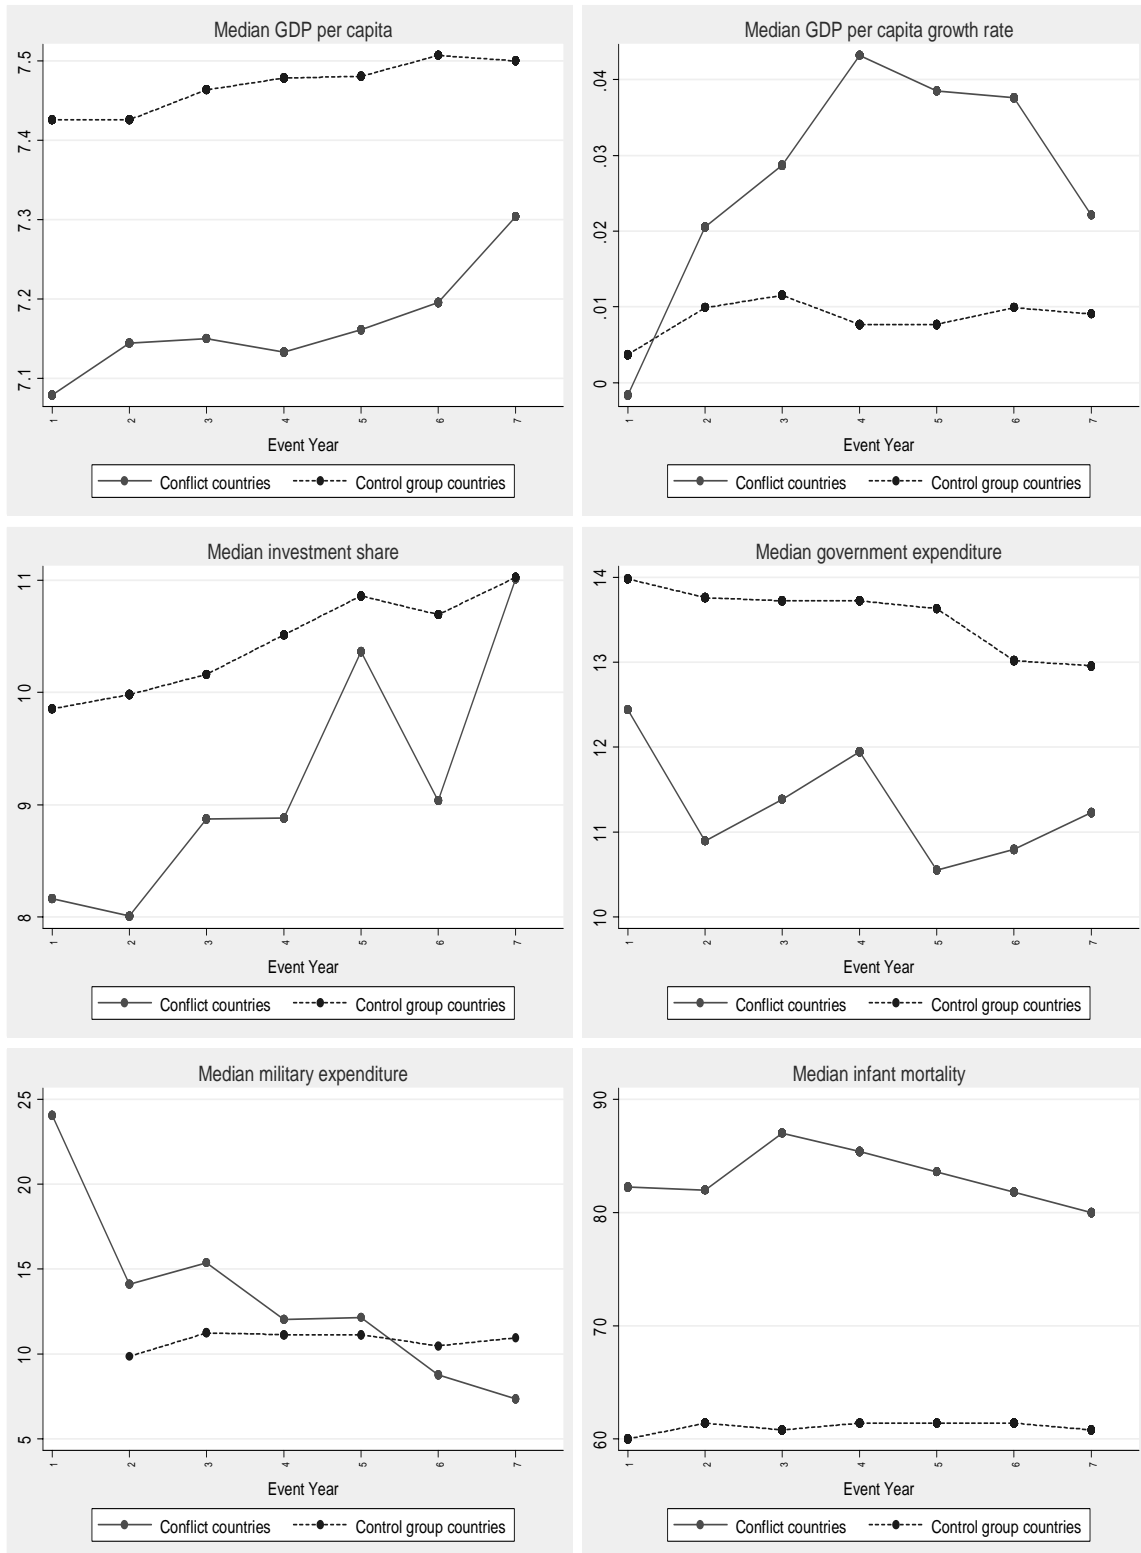 Median GDP per capita
7.5
7.4
7.3
7.2
7.1
1 2 3 4 5 6 7
Event Year
Conflict countries Control group countries
Median GDP per capita growth rate
.04
.03
.02
.01
0
1 2 3 4 5 6 7
Event Year
Conflict countries Control group countries
Median investment share
11
10
9
8
1 2 3 4 5 6 7
Event Year
Conflict countries Control group countries
Median government expenditure
14
13
12
11
10
1 2 3 4 5 6 7
Event Year
Conflict countries Control group countries
Median military expenditure
25
20
15
10
5
1 2 3 4 5 6 7
Event Year
Conflict countries Control group countries
Median infant mortality
90
80
70
60
1 2 3 4 5 6 7
Event Year
Conflict countries Control group countries